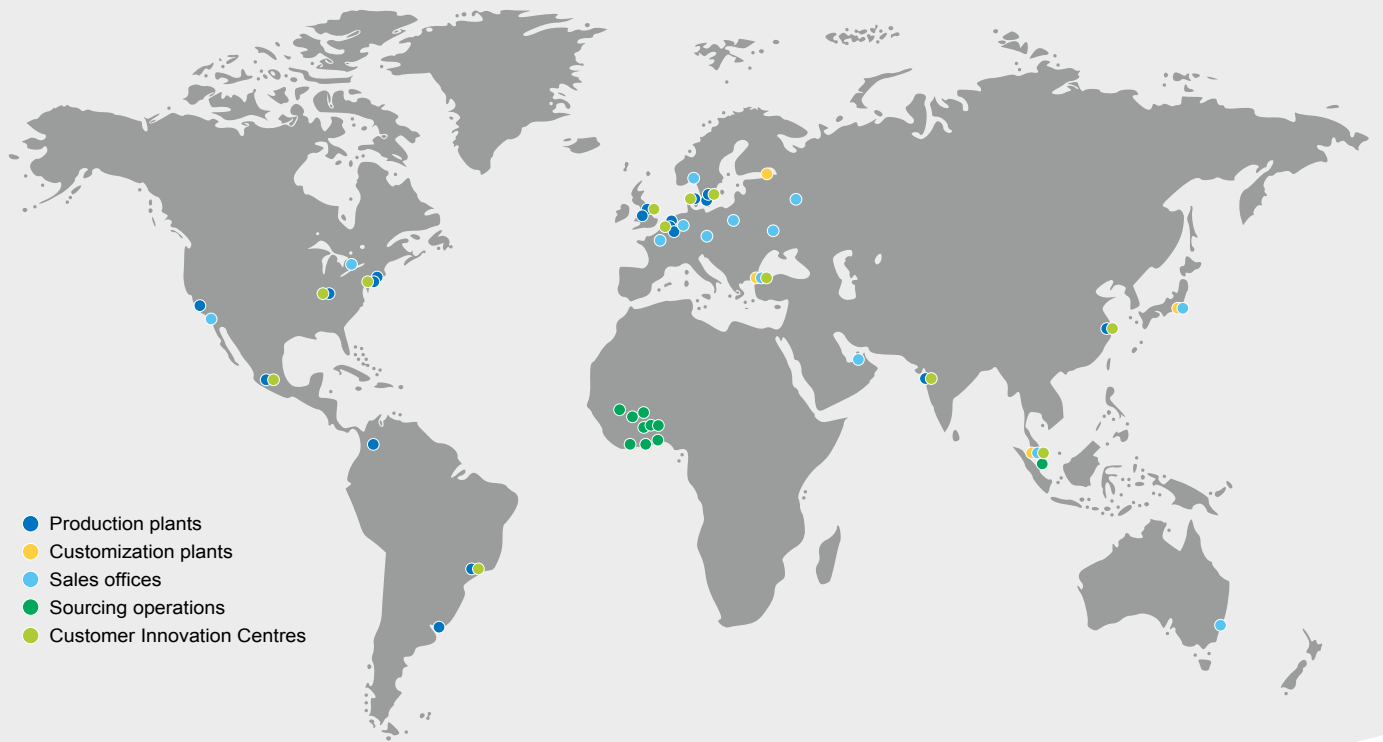 Production plants
Customization plants
Sales offices
Sourcing operations
Customer Innovation Centres